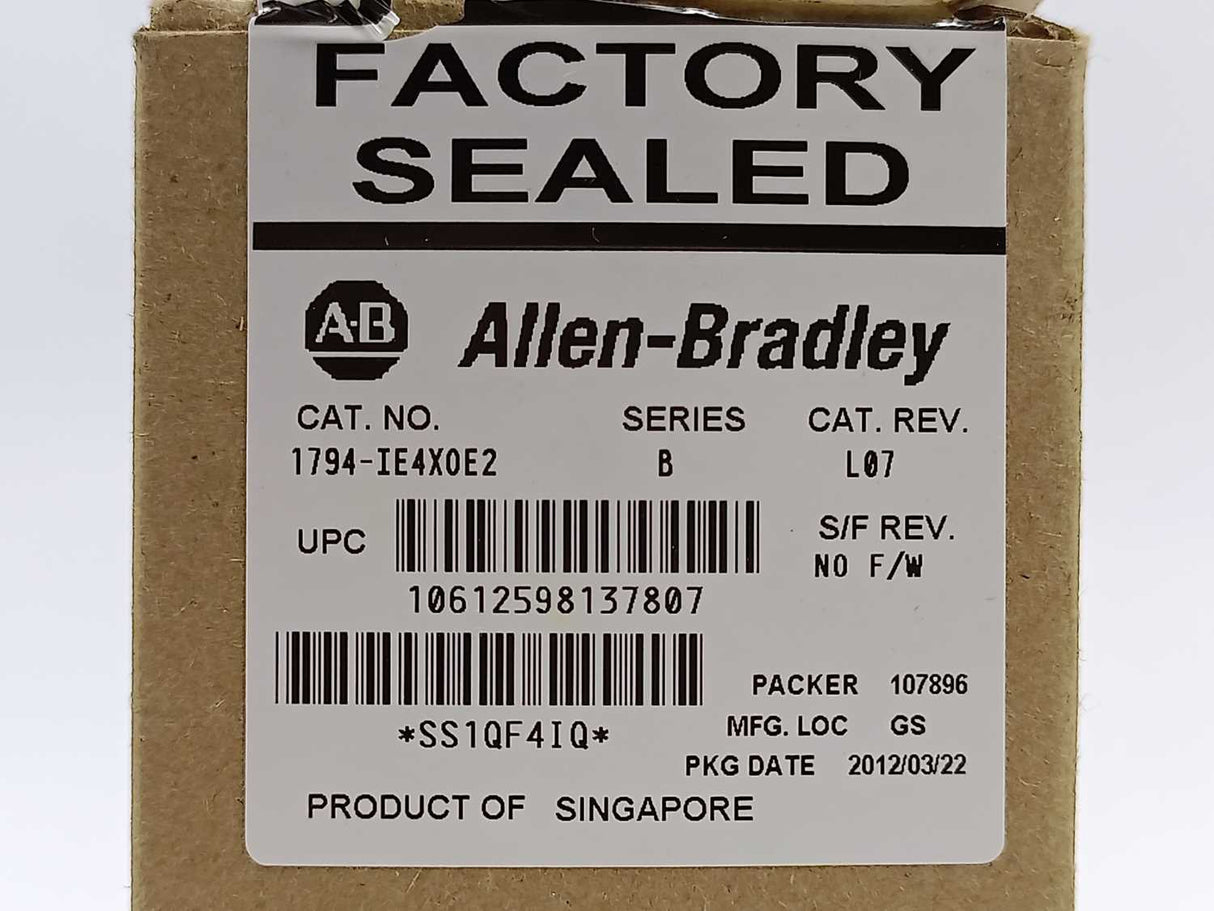 FACTORY
SEALED
A-B Allen-Bradley
CAT. NO. SERIES CAT. REV.
1794-IE4XOE2 B L07
UPC S/F REV.
NO F/W
10612598137807
PACKER 107896
*SS1QF4IQ* MFG. LOC GS
PKG DATE 2012/03/22
PRODUCT OF SINGAPORE